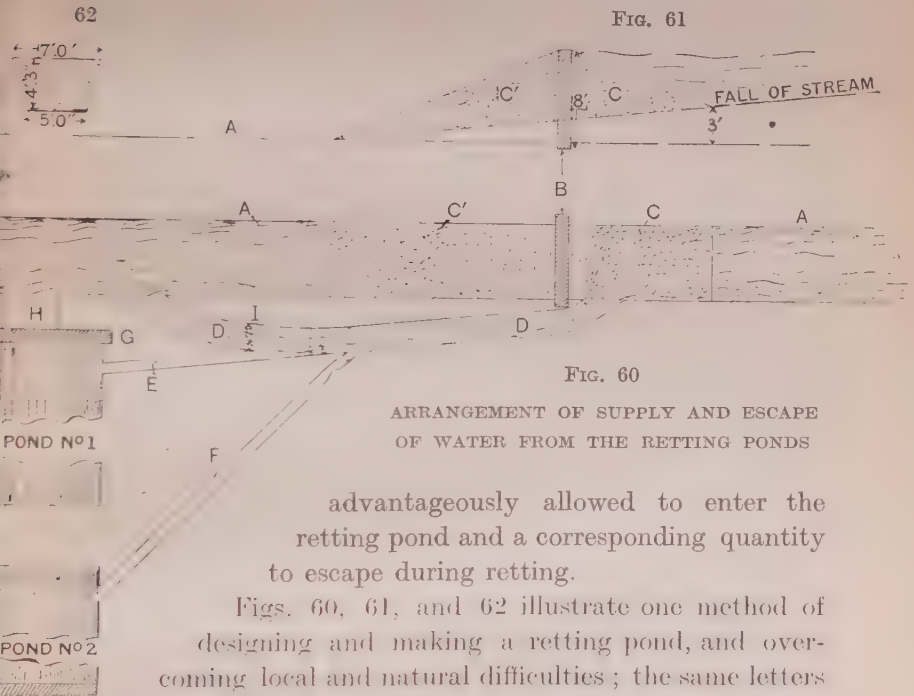 62
FIG. 61
7'0"
4'3"
5'0"
A
C'
8'
C
FALL OF STREAM
3'
B
A
C'
C
A
H
G
D
I
D
E
FIG. 60
ARRANGEMENT OF SUPPLY AND ESCAPE
OF WATER FROM THE RETTING PONDS
POND No 1
F
advantageously allowed to enter the
retting pond and a corresponding quantity
to escape during retting.
Figs. 60, 61, and 62 illustrate one method of
POND No 2
designing and making a retting pond, and over-
coming local and natural difficulties ; the same letters